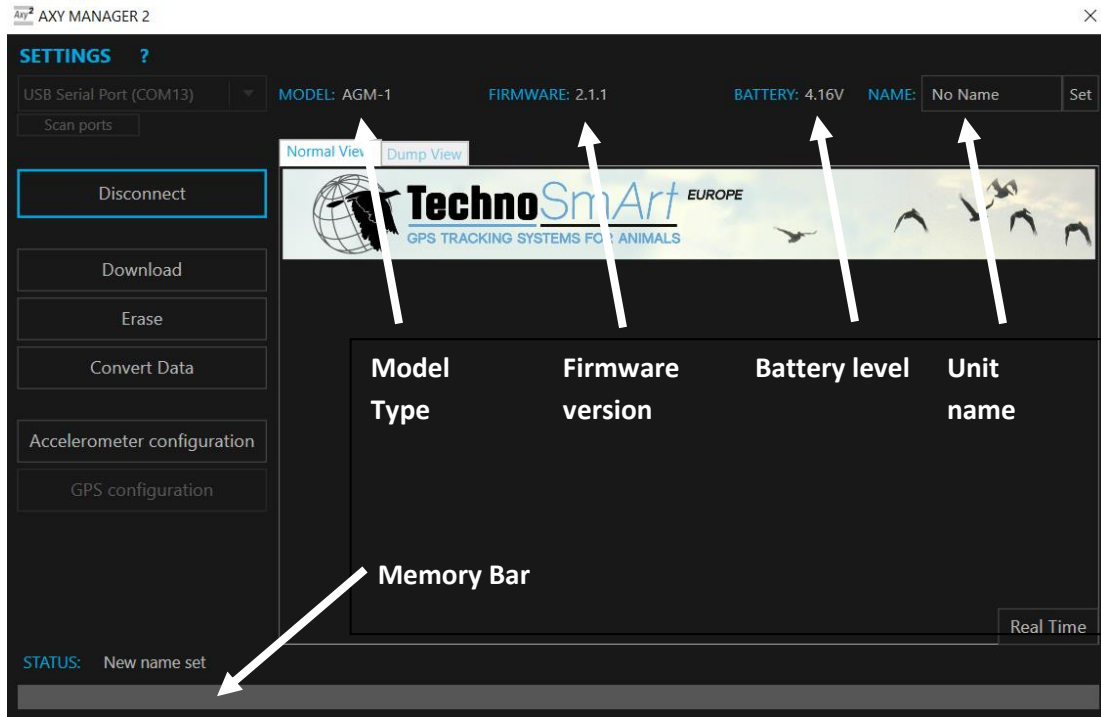 Axy² AXY MANAGER 2
SETTINGS ?
USB Serial Port (COM13)
MODEL: AGM-1 FIRMWARE: 2.1.1 BATTERY: 4.16V NAME: No Name Set
Scan ports
Normal View Dump View
Disconnect
TechnoSmArt EUROPE
GPS TRACKING SYSTEMS FOR ANIMALS
Download
Erase
Convert Data
Model Type
Firmware version
Battery level
Unit name
Accelerometer configuration
GPS configuration
Memory Bar
Real Time
STATUS: New name set